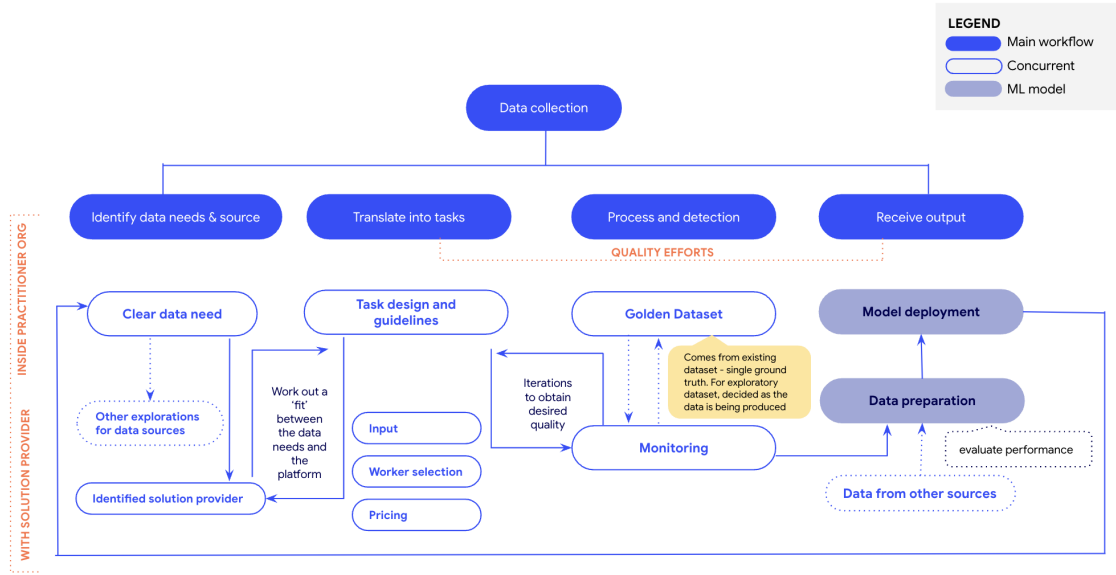 LEGEND
Main workflow
Concurrent
ML model
Data collection
Identify data needs & source
Translate into tasks
Process and detection
Receive output
QUALITY EFFORTS
INSIDE PRACTITIONER ORG
WITH SOLUTION PROVIDER
Clear data need
Task design and
guidelines
Golden Dataset
Model deployment
Comes from existing
dataset - single ground
truth. For exploratory
dataset, decided as the
data is being produced
Other explorations
for data sources
Work out a
‘fit’
between
the data
needs and
the
platform
Iterations
to obtain
desired
quality
Data preparation
Input
Monitoring
evaluate performance
Worker selection
Identified solution provider
Data from other sources
Pricing